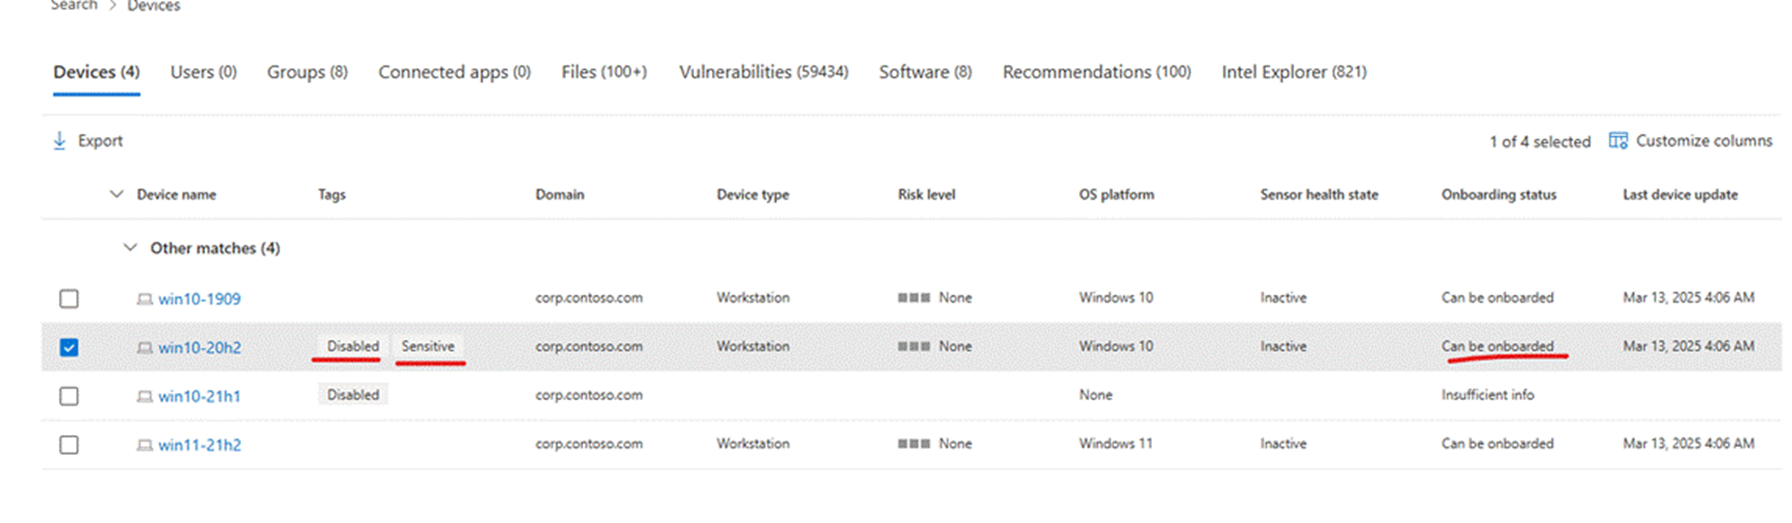 Search > Devices
Devices (4) Users (0) Groups (8) Connected apps (0) Files (100+) Vulnerabilities (59434) Software (8) Recommendations (100) Intel Explorer (821)
Export 1 of 4 selected Customize columns
Device name Tags Domain Device type Risk level OS platform Sensor health state Onboarding status Last device update
Other matches (4)
win10-1909 corp.contoso.com Workstation None Windows 10 Inactive Can be onboarded Mar 13, 2025 4:06 AM
win10-20h2 Disabled Sensitive corp.contoso.com Workstation None Windows 10 Inactive Can be onboarded Mar 13, 2025 4:06 AM
win10-21h1 Disabled corp.contoso.com None Insufficient info
win11-21h2 corp.contoso.com Workstation None Windows 11 Inactive Can be onboarded Mar 13, 2025 4:06 AM